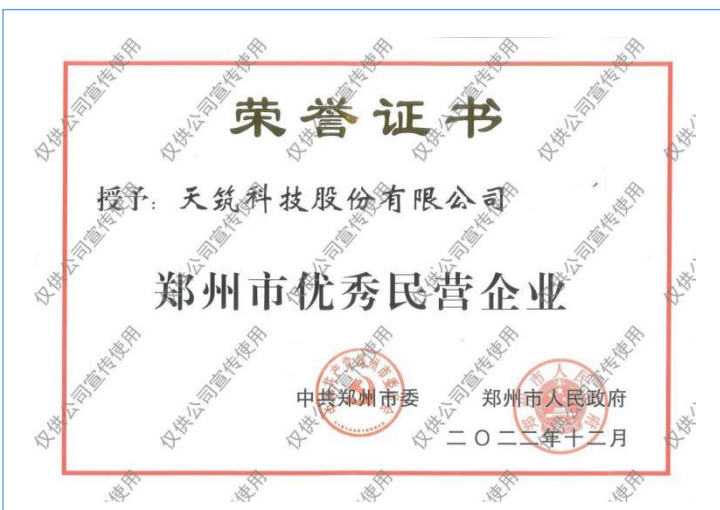 荣誉证书
授予: 天筑科技股份有限公司
郑州市优秀民营企业
中共郑州市委 郑州市人民政府
二〇二二年十二月
仅供公司宣传使用